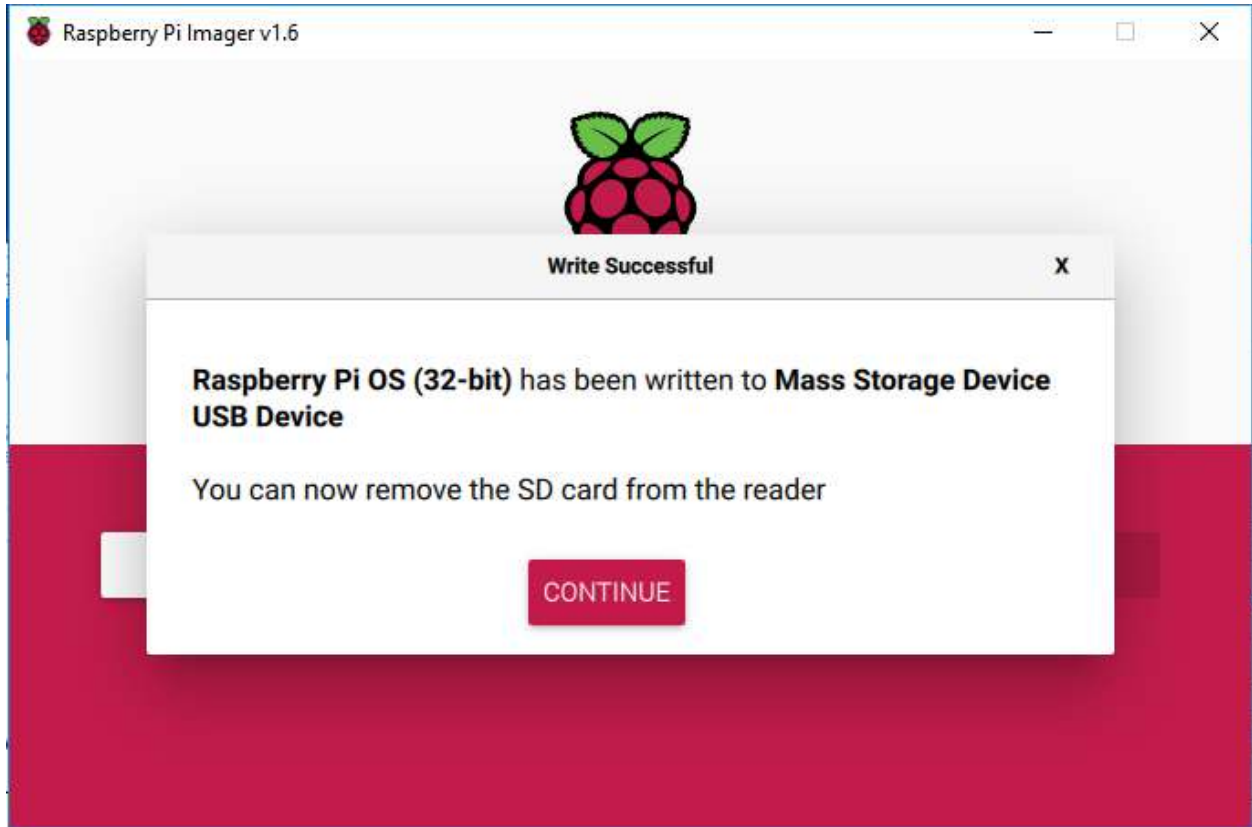 Raspberry Pi Imager v1.6
Write Successful
X
Raspberry Pi OS (32-bit) has been written to Mass Storage Device
USB Device
You can now remove the SD card from the reader
CONTINUE